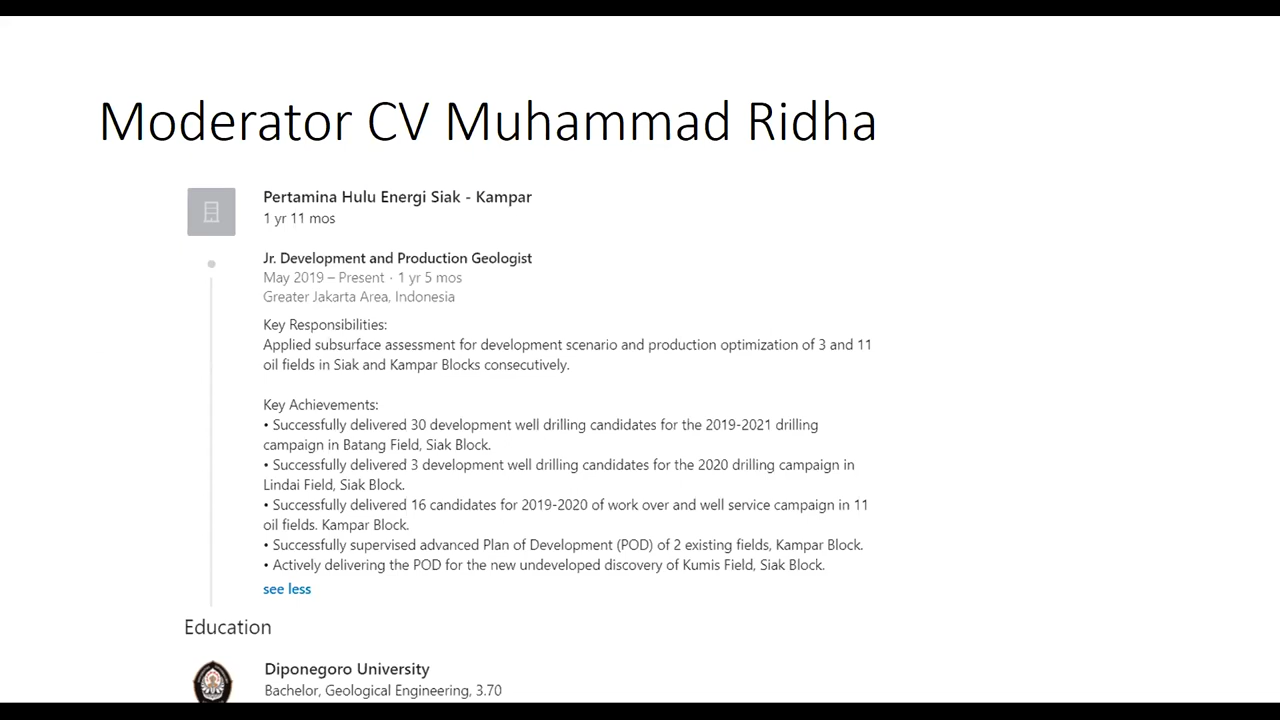 Moderator CV Muhammad Ridha
Pertamina Hulu Energi Siak - Kampar
1 yr 11 mos
Jr. Development and Production Geologist
May 2019 – Present · 1 yr 5 mos
Greater Jakarta Area, Indonesia
Key Responsibilities:
Applied subsurface assessment for development scenario and production optimization of 3 and 11
oil fields in Siak and Kampar Blocks consecutively.
Key Achievements:
• Successfully delivered 30 development well drilling candidates for the 2019-2021 drilling
campaign in Batang Field, Siak Block.
• Successfully delivered 3 development well drilling candidates for the 2020 drilling campaign in
Lindai Field, Siak Block.
• Successfully delivered 16 candidates for 2019-2020 of work over and well service campaign in 11
oil fields. Kampar Block.
• Successfully supervised advanced Plan of Development (POD) of 2 existing fields, Kampar Block.
• Actively delivering the POD for the new undeveloped discovery of Kumis Field, Siak Block.
see less
Education
Diponegoro University
Bachelor, Geological Engineering, 3.70